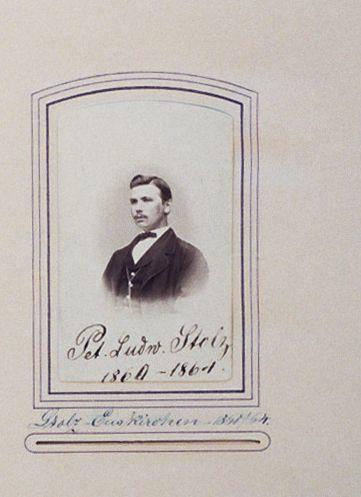 Pet. Ludw. Stolz
1860 - 1864.
Stolz - Euskirchen - 1860/64.